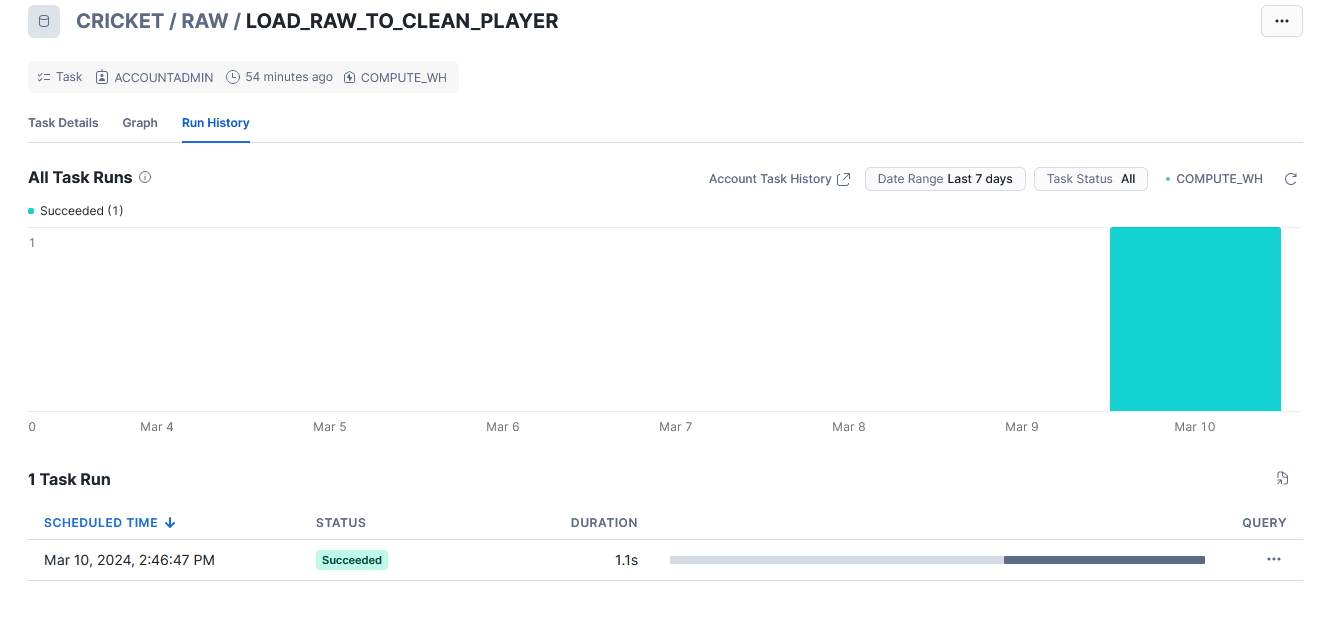 CRICKET / RAW / LOAD_RAW_TO_CLEAN_PLAYER
Task ACCOUNTADMIN 54 minutes ago COMPUTE_WH
Task Details Graph Run History
All Task Runs Account Task History Date Range Last 7 days Task Status All COMPUTE_WH
Succeeded (1)
1
0 Mar 4 Mar 5 Mar 6 Mar 7 Mar 8 Mar 9 Mar 10
1 Task Run
SCHEDULED TIME STATUS DURATION QUERY
Mar 10, 2024, 2:46:47 PM Succeeded 1.1s